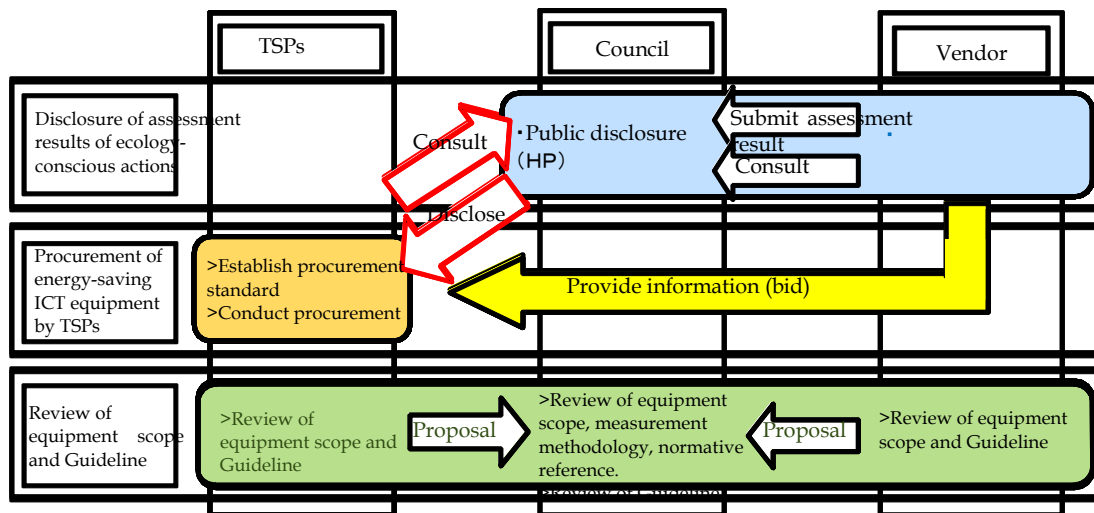 TSPs
Council
Vendor
Disclosure of assessment
results of ecology-
conscious actions
Consult
Disclose
・Public disclosure
（HP）
Submit assessment
result
Consult
Procurement of
energy-saving
ICT equipment
by TSPs
>Establish procurement
standard
>Conduct procurement
Provide information (bid)
Review of
equipment scope
and Guideline
>Review of
equipment scope and
Guideline
Proposal
>Review of equipment
scope, measurement
methodology, normative
reference.
>Review of Guideline
Proposal
>Review of equipment
scope and Guideline